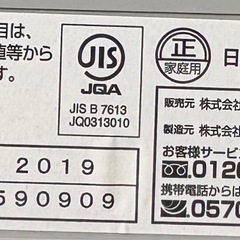 目は、
値等から
JIS
JQA
JIS B 7613
JQ0313010
2019
590909
正
家庭用
日
販売元 株式会社
製造元 株式会社
お客様サービ
0120
携帯電話からは
0570